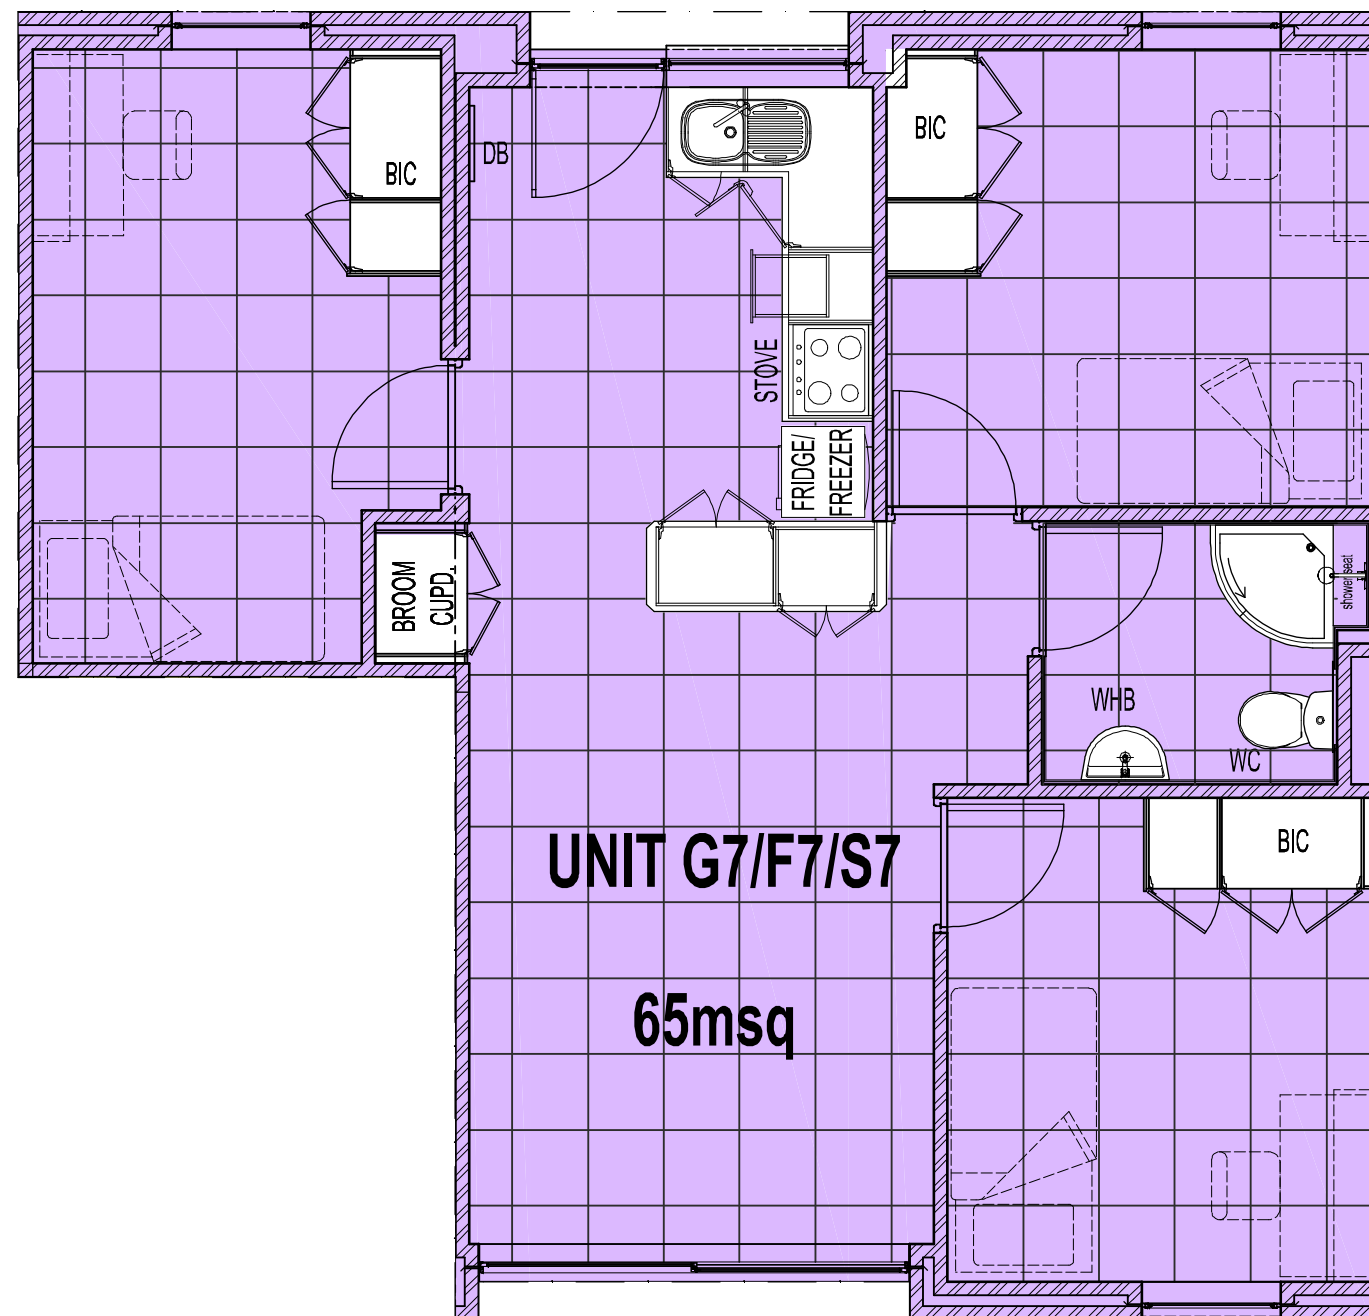 BIC
DB
BIC
STOVE
FRIDGE/
FREEZER
BROOM
CUPD.
shower seat
WHB
WC
UNIT G7/F7/S7
BIC
65msq